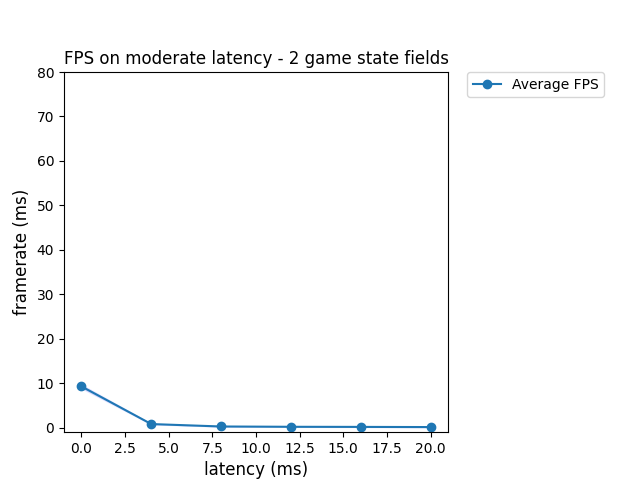 FPS on moderate latency - 2 game state fields
Average FPS
framerate (ms)
80
70
60
50
40
30
20
10
0
0.0 2.5 5.0 7.5 10.0 12.5 15.0 17.5 20.0
latency (ms)